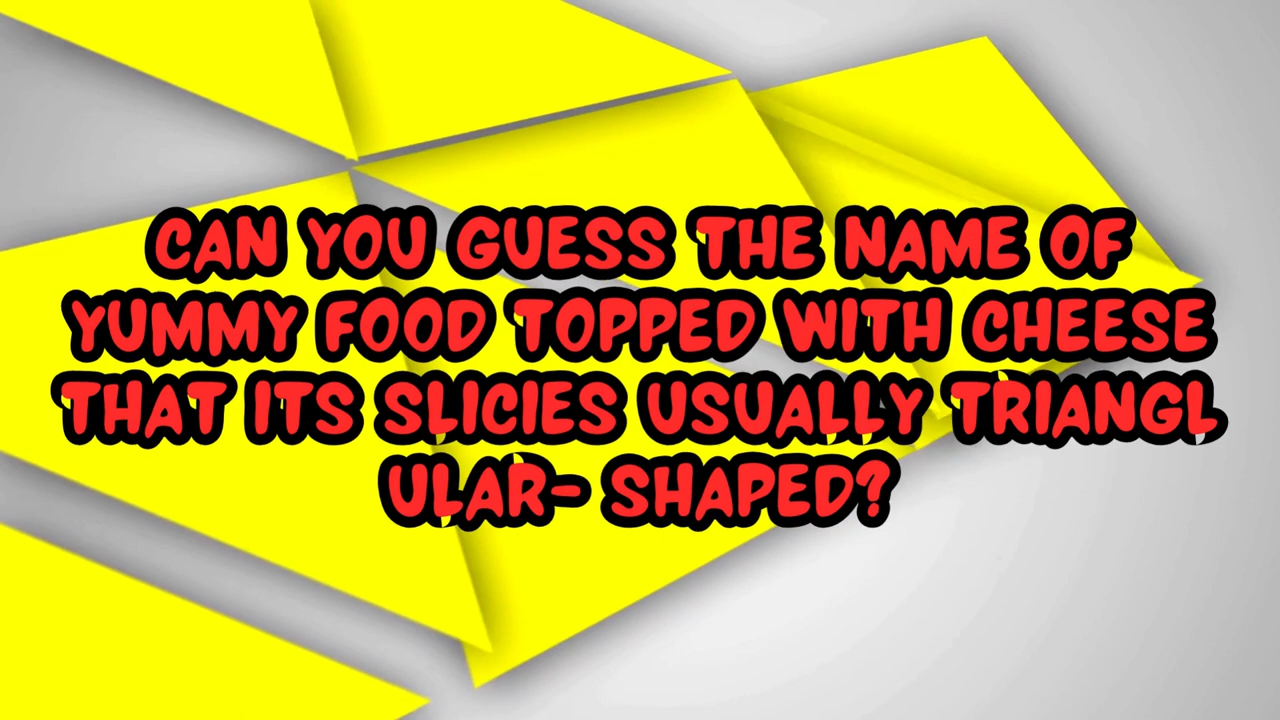 CAN YOU GUESS THE NAME OF
YUMMY FOOD TOPPED WITH CHEESE
THAT ITS SLICIES USUALLY TRIANGL
ULAR- SHAPED?